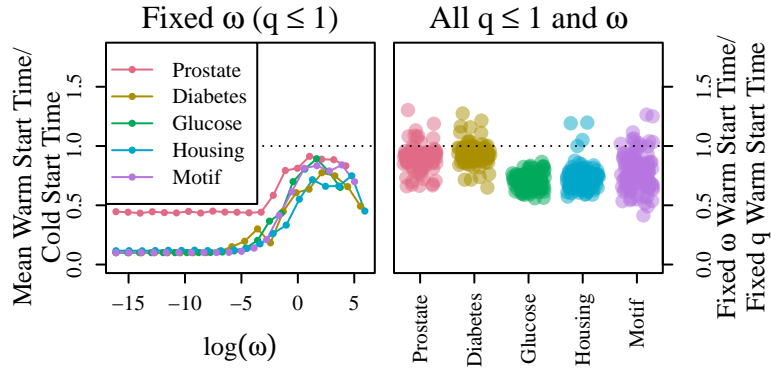 Fixed ω (q ≤ 1)
All q ≤ 1 and ω
Mean Warm Start Time/
Cold Start Time
0.0
0.5
1.0
1.5
Prostate
Diabetes
Glucose
Housing
Motif
−15
−10
−5
0
5
log(ω)
Prostate
Diabetes
Glucose
Housing
Motif
0.0
0.5
1.0
1.5
Fixed ω Warm Start Time/
Fixed q Warm Start Time